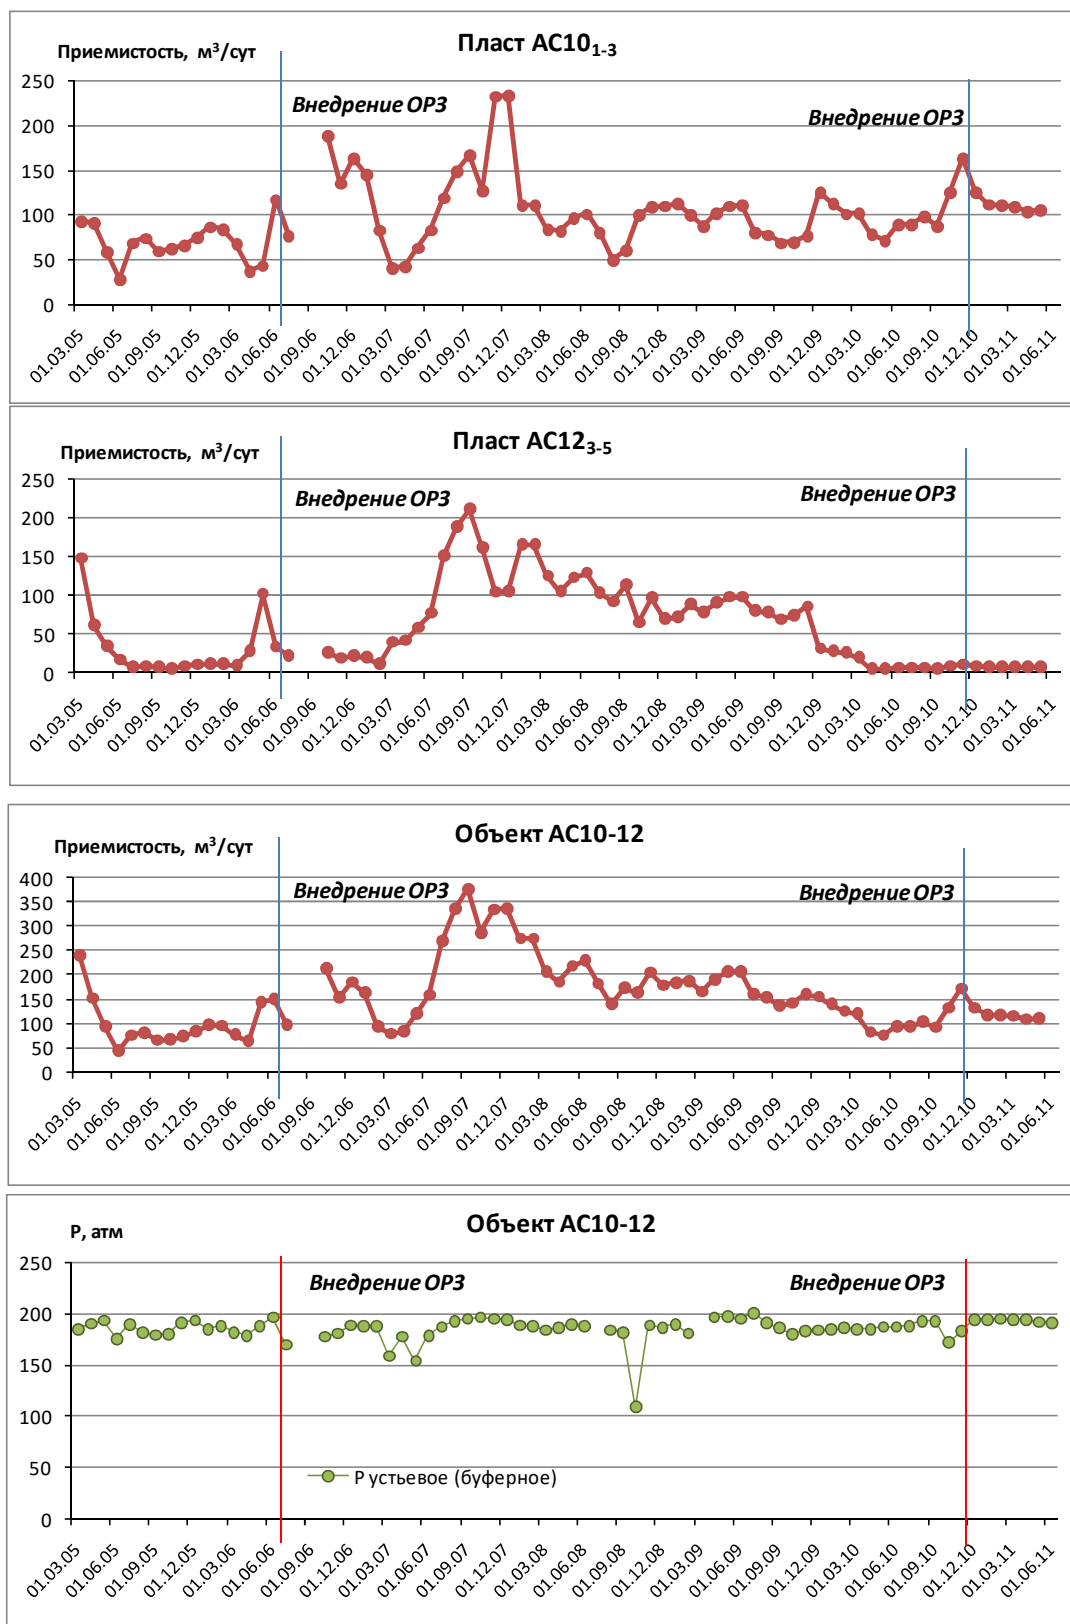 Пласт АС10₁₋₃
Приемистость, м³/сут
Внедрение ОРЗ
Внедрение ОРЗ
250
200
150
100
50
0
01.03.05 01.06.05 01.09.05 01.12.05 01.03.06 01.06.06 01.09.06 01.12.06 01.03.07 01.06.07 01.09.07 01.12.07 01.03.08 01.06.08 01.09.08 01.12.08 01.03.09 01.06.09 01.09.09 01.12.09 01.03.10 01.06.10 01.09.10 01.12.10 01.03.11 01.06.11
Пласт АС12₃₋₅
Приемистость, м³/сут
Внедрение ОРЗ
Внедрение ОРЗ
250
200
150
100
50
0
01.03.05 01.06.05 01.09.05 01.12.05 01.03.06 01.06.06 01.09.06 01.12.06 01.03.07 01.06.07 01.09.07 01.12.07 01.03.08 01.06.08 01.09.08 01.12.08 01.03.09 01.06.09 01.09.09 01.12.09 01.03.10 01.06.10 01.09.10 01.12.10 01.03.11 01.06.11
Объект АС10-12
Приемистость, м³/сут
Внедрение ОРЗ
Внедрение ОРЗ
400
350
300
250
200
150
100
50
0
01.03.05 01.06.05 01.09.05 01.12.05 01.03.06 01.06.06 01.09.06 01.12.06 01.03.07 01.06.07 01.09.07 01.12.07 01.03.08 01.06.08 01.09.08 01.12.08 01.03.09 01.06.09 01.09.09 01.12.09 01.03.10 01.06.10 01.09.10 01.12.10 01.03.11 01.06.11
Объект АС10-12
Р, атм
Внедрение ОРЗ
Внедрение ОРЗ
250
200
150
100
50
0
Р устьевое (буферное)
01.03.05 01.06.05 01.09.05 01.12.05 01.03.06 01.06.06 01.09.06 01.12.06 01.03.07 01.06.07 01.09.07 01.12.07 01.03.08 01.06.08 01.09.08 01.12.08 01.03.09 01.06.09 01.09.09 01.12.09 01.03.10 01.06.10 01.09.10 01.12.10 01.03.11 01.06.11